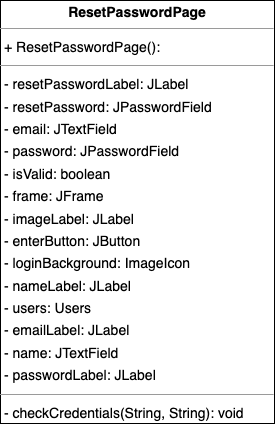 ResetPasswordPage
+ ResetPasswordPage():
- resetPasswordLabel: JLabel
- resetPassword: JPasswordField
- email: JTextField
- password: JPasswordField
- isValid: boolean
- frame: JFrame
- imageLabel: JLabel
- enterButton: JButton
- loginBackground: ImageIcon
- nameLabel: JLabel
- users: Users
- emailLabel: JLabel
- name: JTextField
- passwordLabel: JLabel
- checkCredentials(String, String): void